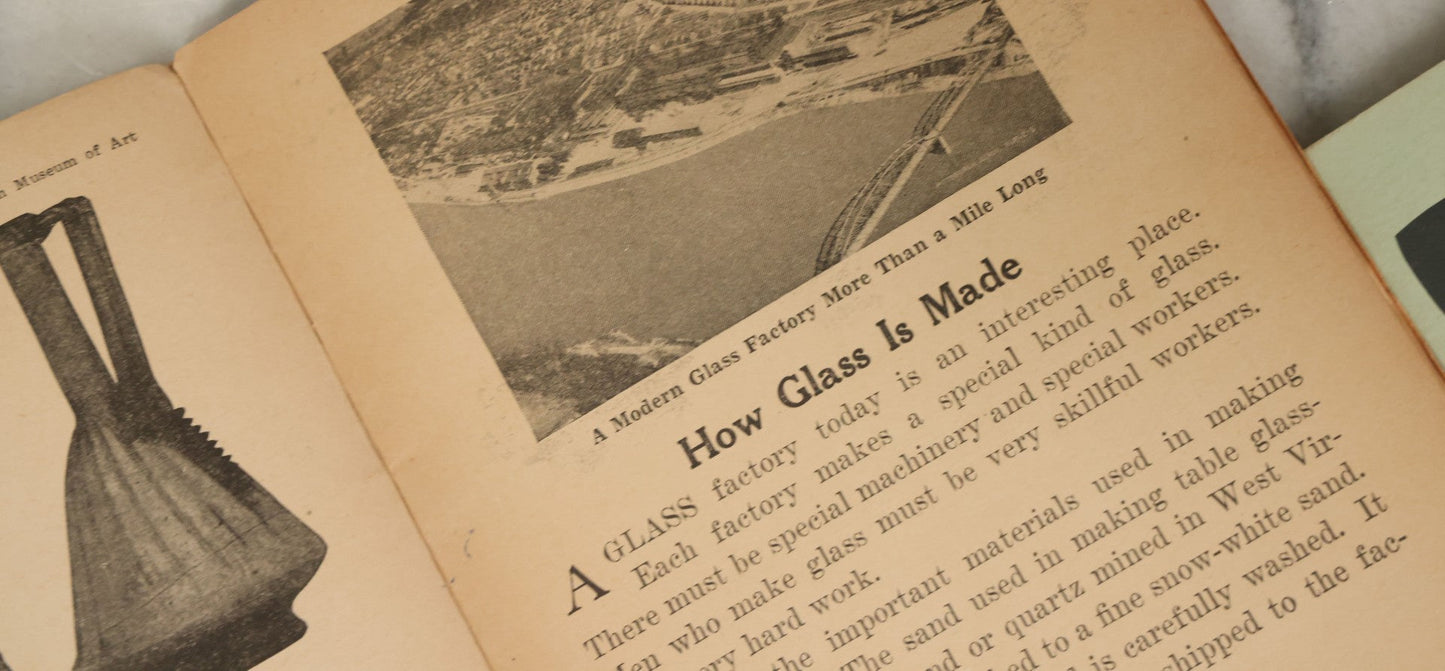 Museum of Art
A Modern Glass Factory More Than a Mile Long
How Glass Is Made
A GLASS factory today is an interesting place.
Each factory makes a special kind of glass.
There must be special machinery and special workers.
who make glass must be very skillful workers.
hard work.
the important materials used in making
The sand used in making table glass-
or quartz mined in West Vir-
to a fine snow-white sand.
is carefully washed. It
shipped to the fac-